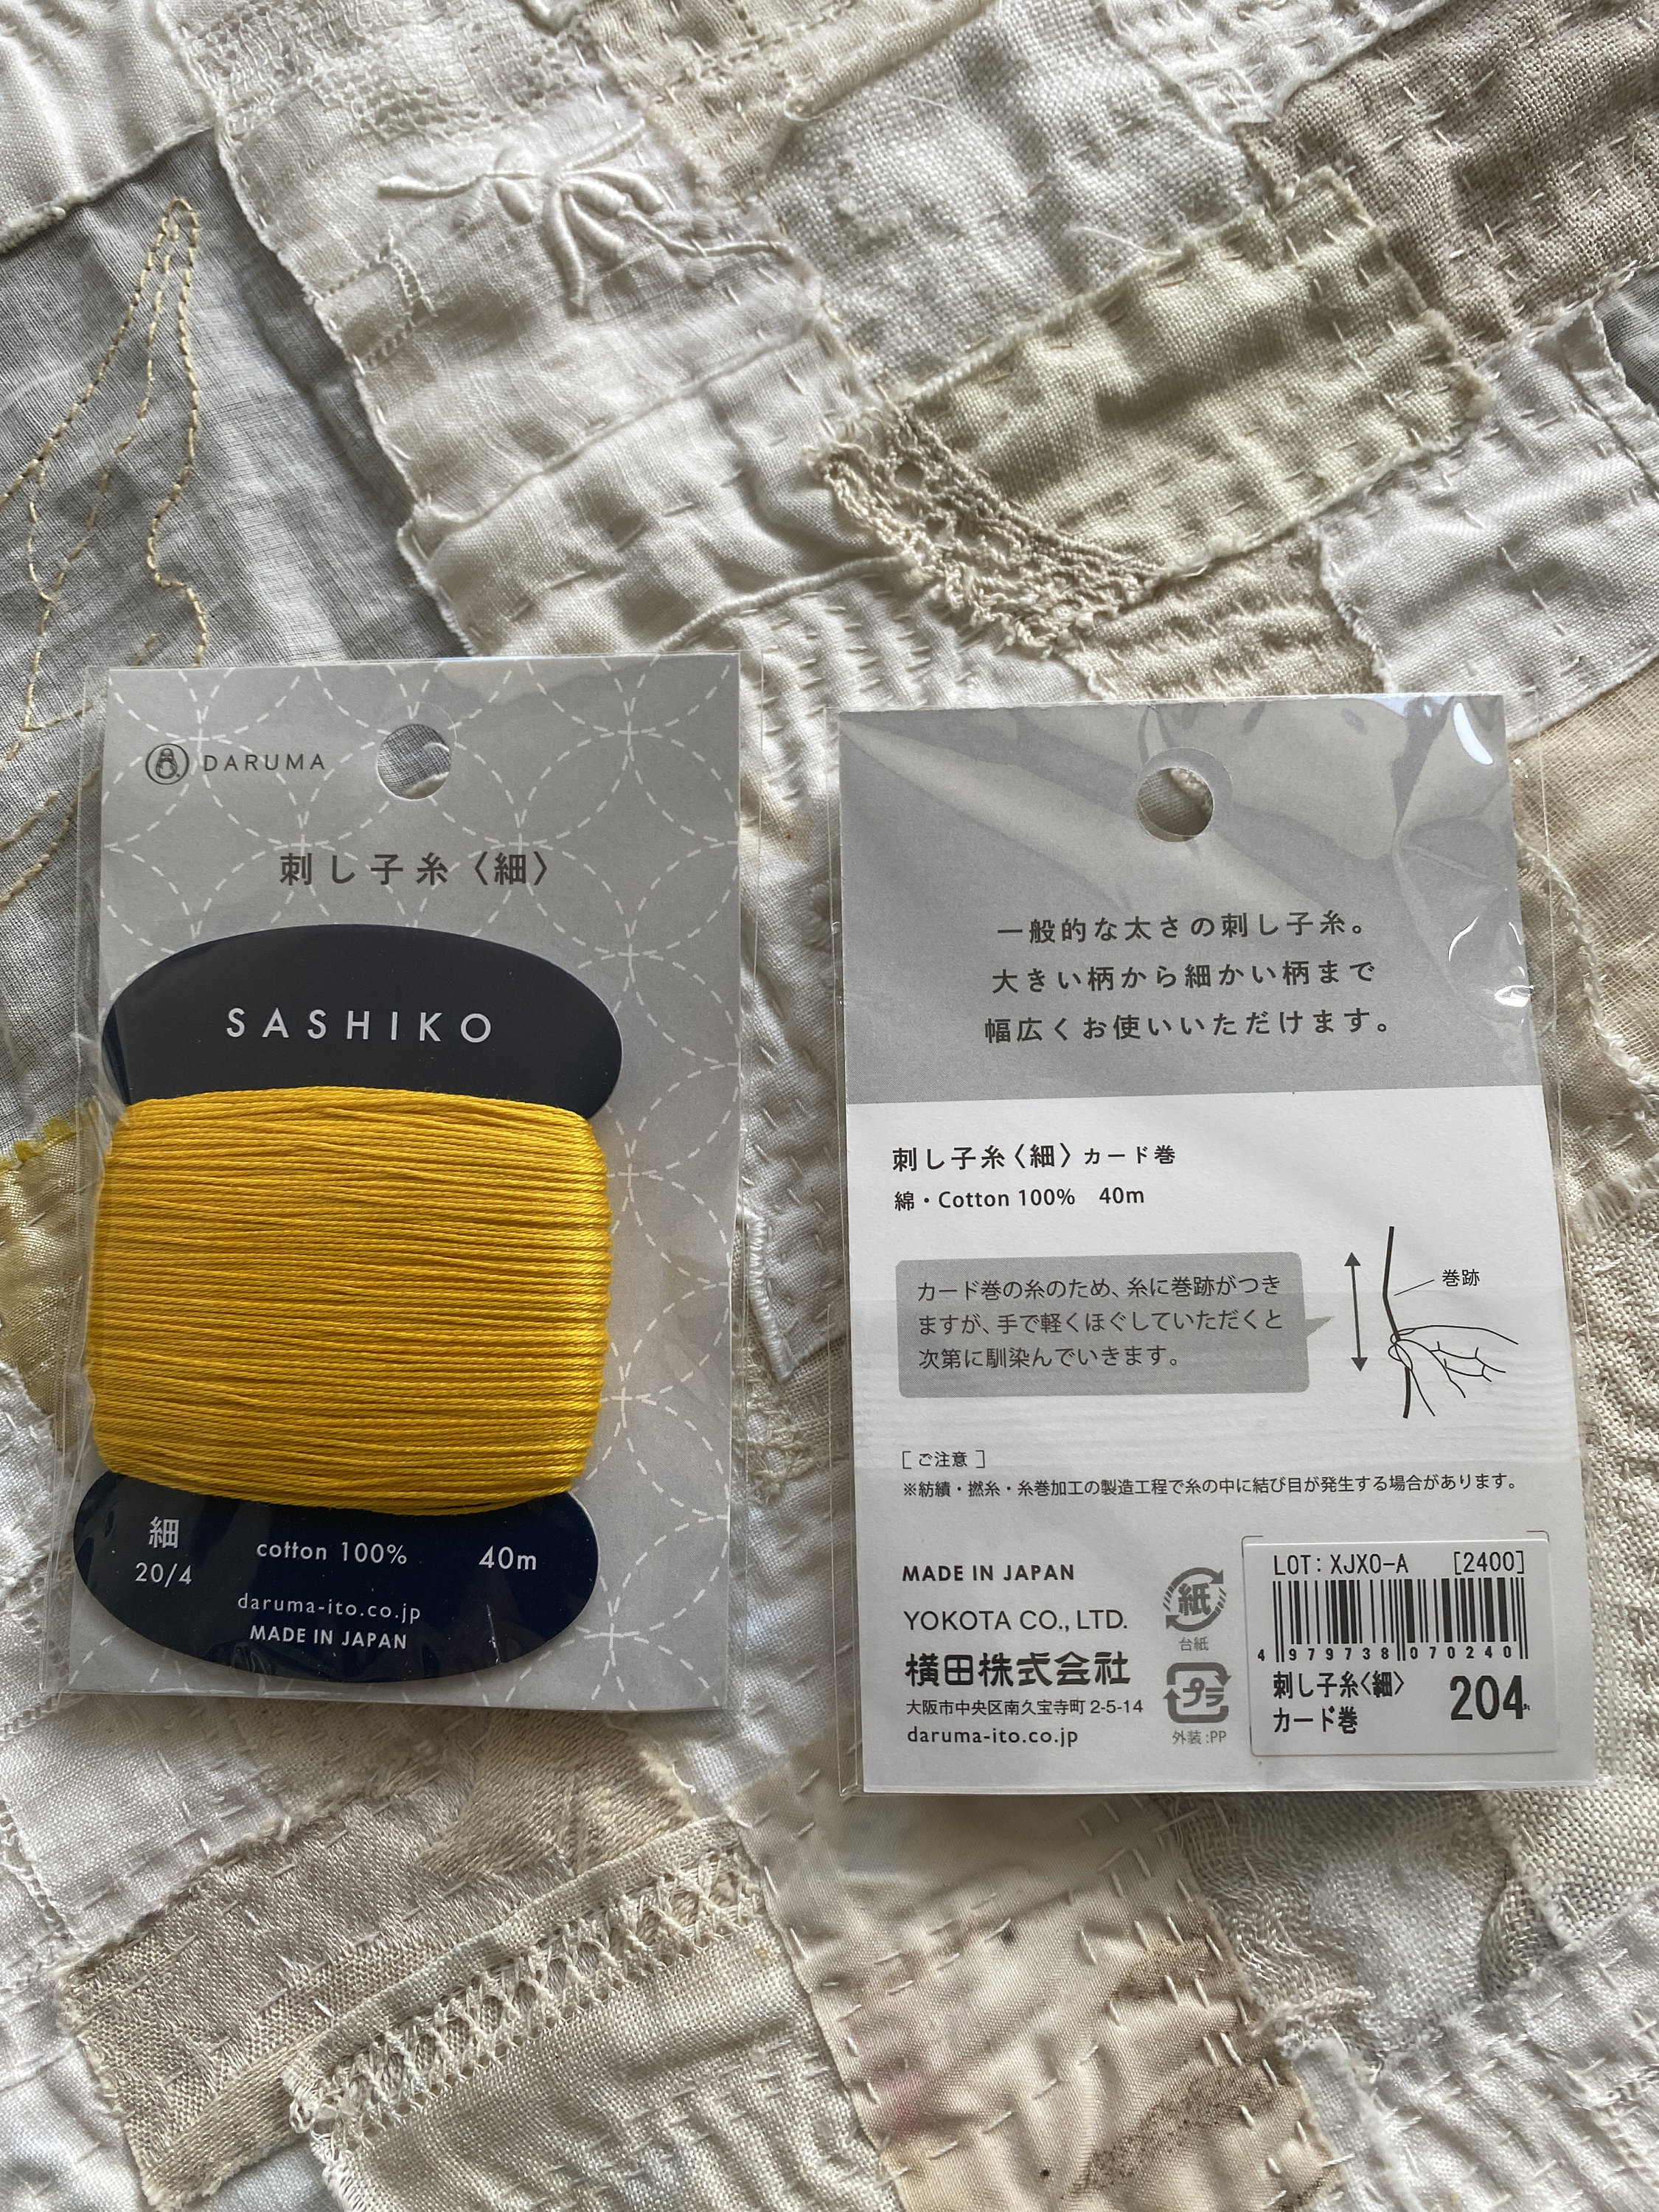 DARUMA
刺し子糸〈細〉
SASHIKO
細 20/4 cotton 100% 40m
daruma-ito.co.jp
MADE IN JAPAN
一般的な太さの刺し子糸。
大きい柄から細かい柄まで
幅広くお使いいただけます。
刺し子糸〈細〉カード巻
綿・Cotton 100% 40m
カード巻の糸のため、糸に巻跡がつき
ますが、手で軽くほぐしていただくと
次第に馴染んでいきます。
巻跡
[ご注意]
※紡績・撚糸・糸巻加工の製造工程で糸の中に結び目が発生する場合があります。
MADE IN JAPAN
YOKOTA CO., LTD.
横田株式会社
大阪市中央区南久宝寺町 2-5-14
daruma-ito.co.jp
紙
台紙
プラ
外装:PP
LOT: XJX0-A [2400]
4 979738 070240
刺し子糸〈細〉
カード巻
204